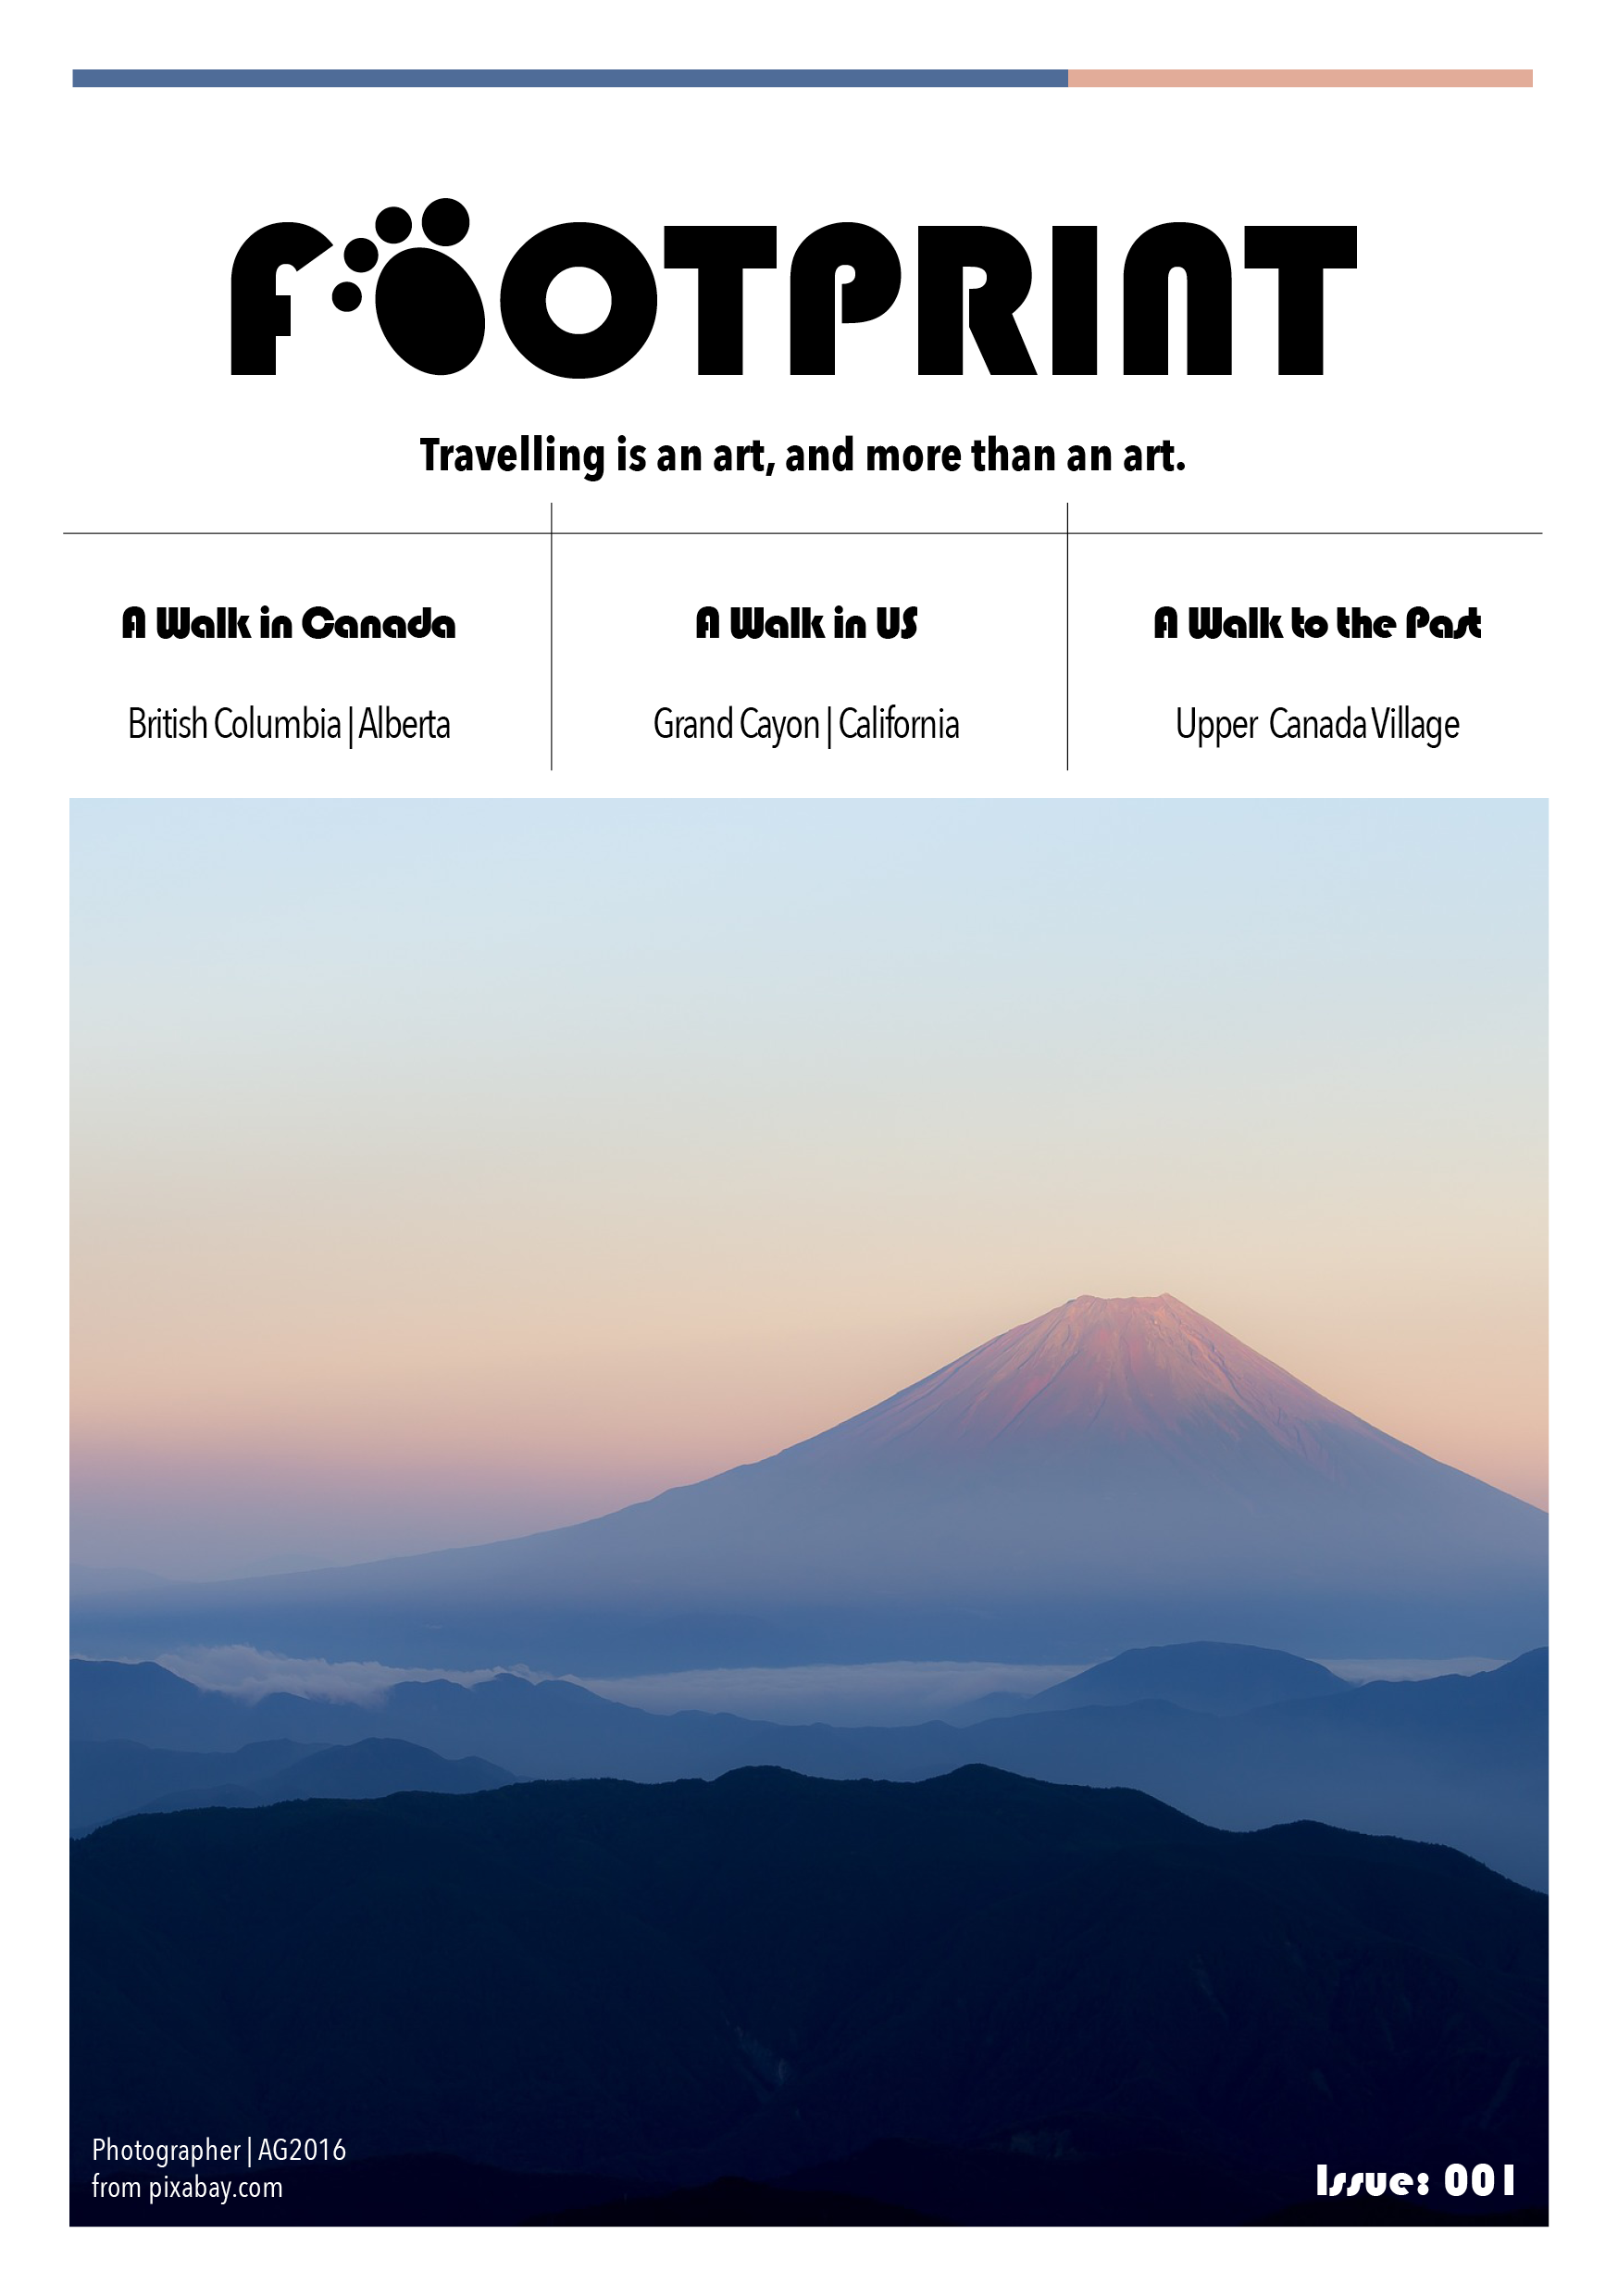 FOOTPRINT
Travelling is an art, and more than an art.
A Walk in Canada
British Columbia | Alberta
A Walk in US
Grand Cayon | California
A Walk to the Past
Upper Canada Village
Photographer | AG2016
from pixabay.com
Issue: 001